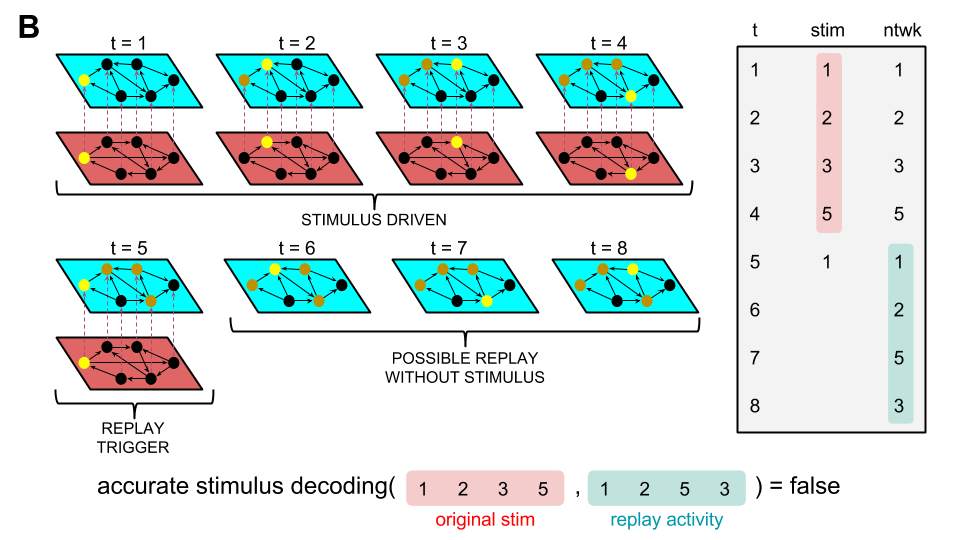 B
t = 1 t = 2 t = 3 t = 4
STIMULUS DRIVEN
t = 5 t = 6 t = 7 t = 8
POSSIBLE REPLAY
WITHOUT STIMULUS
REPLAY
TRIGGER
t stim ntwk
1 1 1
2 2 2
3 3 3
4 5 5
5 1 1
6 2
7 5
8 3
accurate stimulus decoding( 1 2 3 5 , 1 2 5 3 ) = false
original stim replay activity